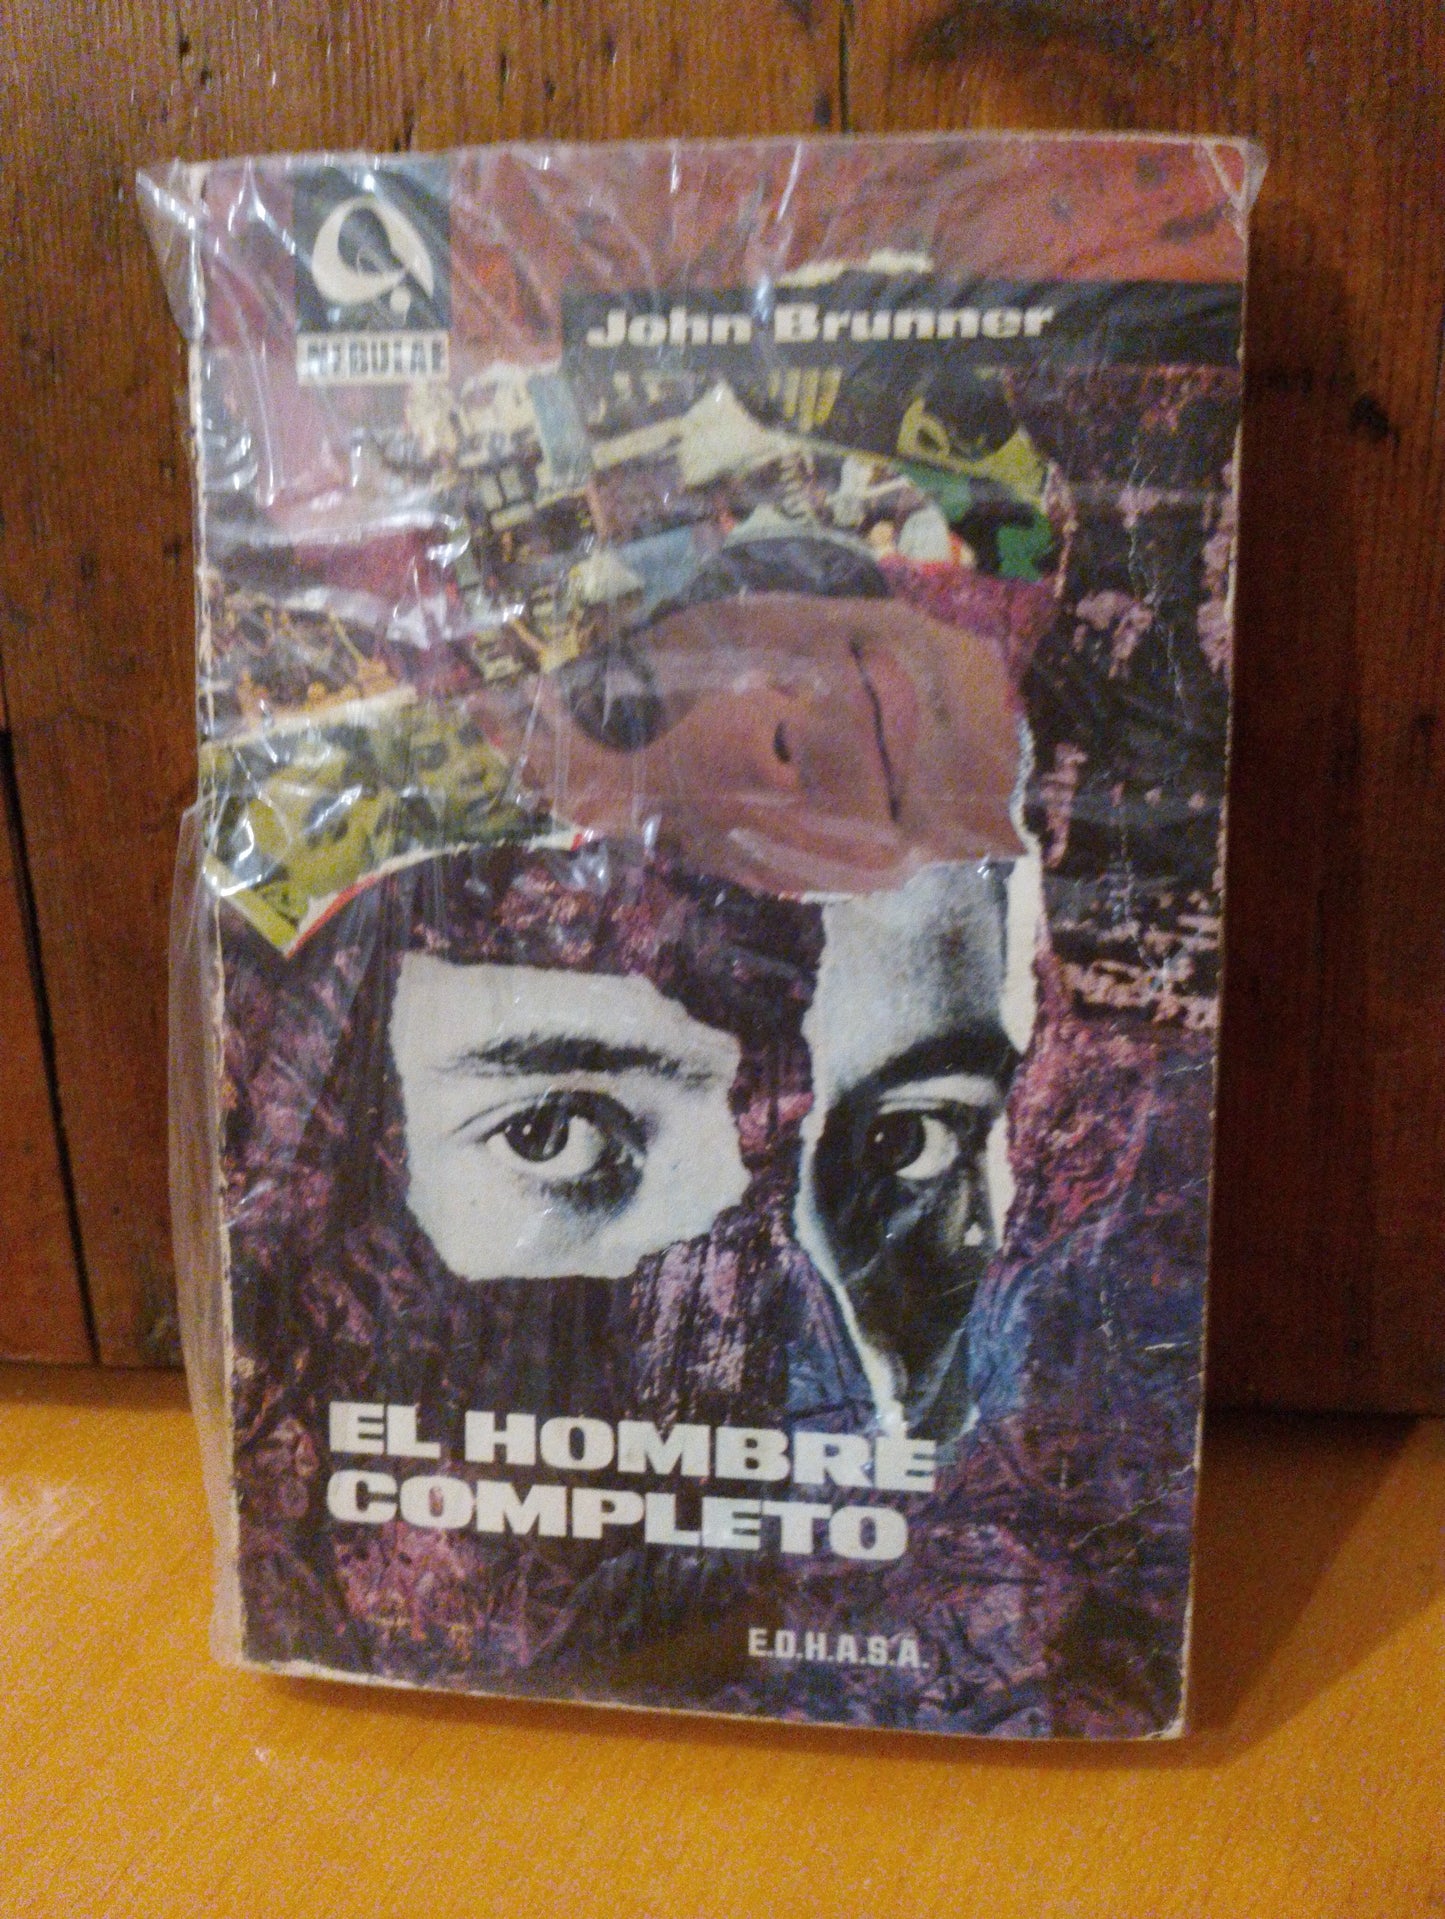 NEBULAE
John Brunner
EL HOMBRE
COMPLETO
E.D.H.A.S.A.